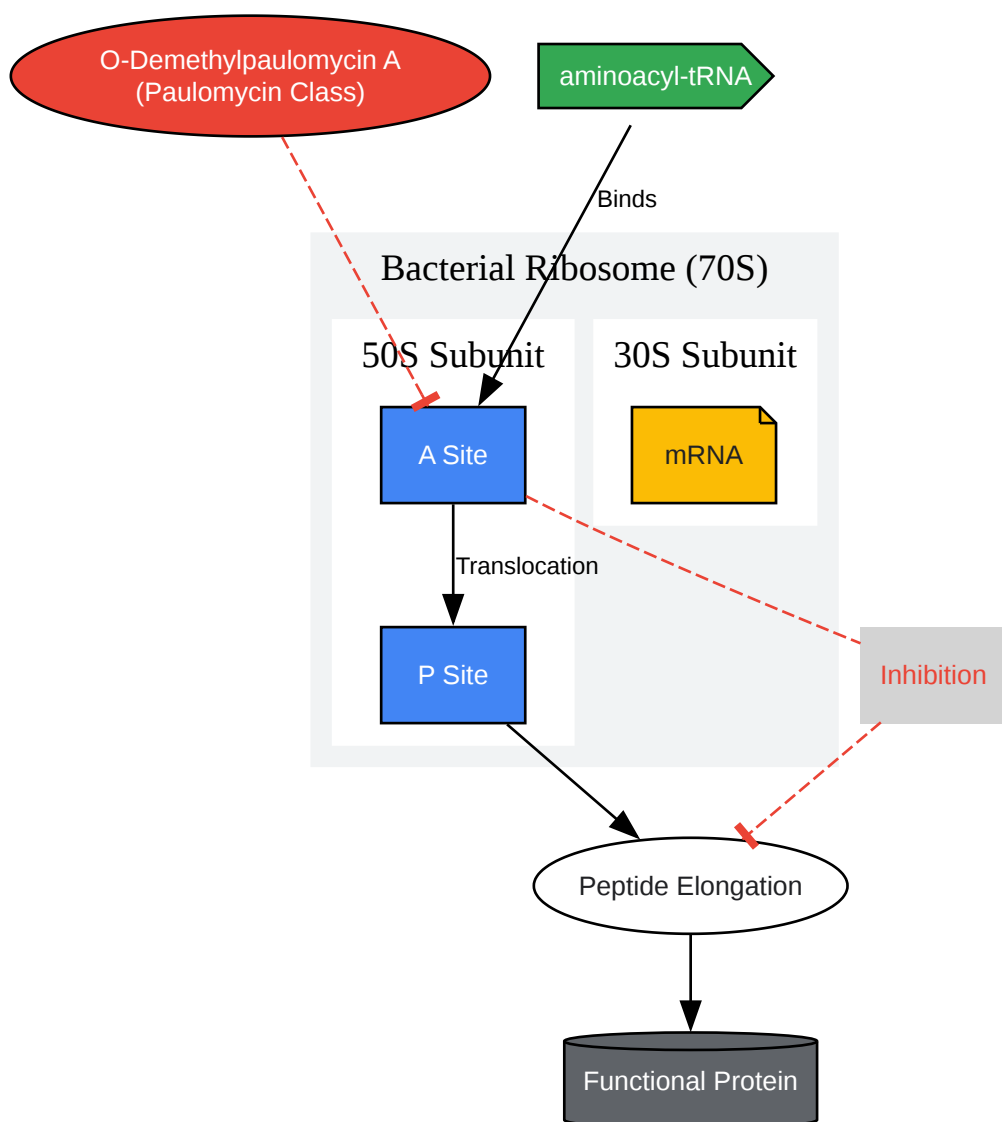 O-Demethylpaulomycin A
(Paulomycin Class)
aminoacyl-tRNA
Binds
Bacterial Ribosome (70S)
50S Subunit
30S Subunit
A Site
mRNA
Translocation
P Site
Inhibition
Peptide Elongation
Functional Protein